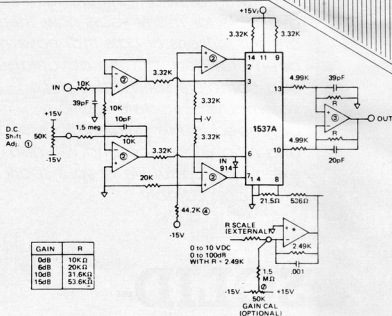 +15V
3.32K
3.32K
3.32K
14 11 9
2
②
IN 10K
②
3.32K
3
39pF
10K
4.99K
39pF
13
R
3.32K
-V
3.32K
1537A
③
OUT
R
+15V
10pF
D.C.
Shift
Adj. ①
50K
1.5 meg
10K
-15V
②
3.32K
6
IN
914
②
7
10
4.99K
20pF
20K
1 4 8
21.5Ω
536Ω
44.2K ④
-15V
R SCALE
(EXTERNAL)
*
2.49K
0 to 10 VDC
0 to 100dB
WITH R = 2.49K
1.5
MΩ
.001
-15V
+15V
50K
GAIN CAL
(OPTIONAL)
GAIN R
0dB 10KΩ
6dB 20KΩ
10dB 31.6KΩ
15dB 53.6KΩ